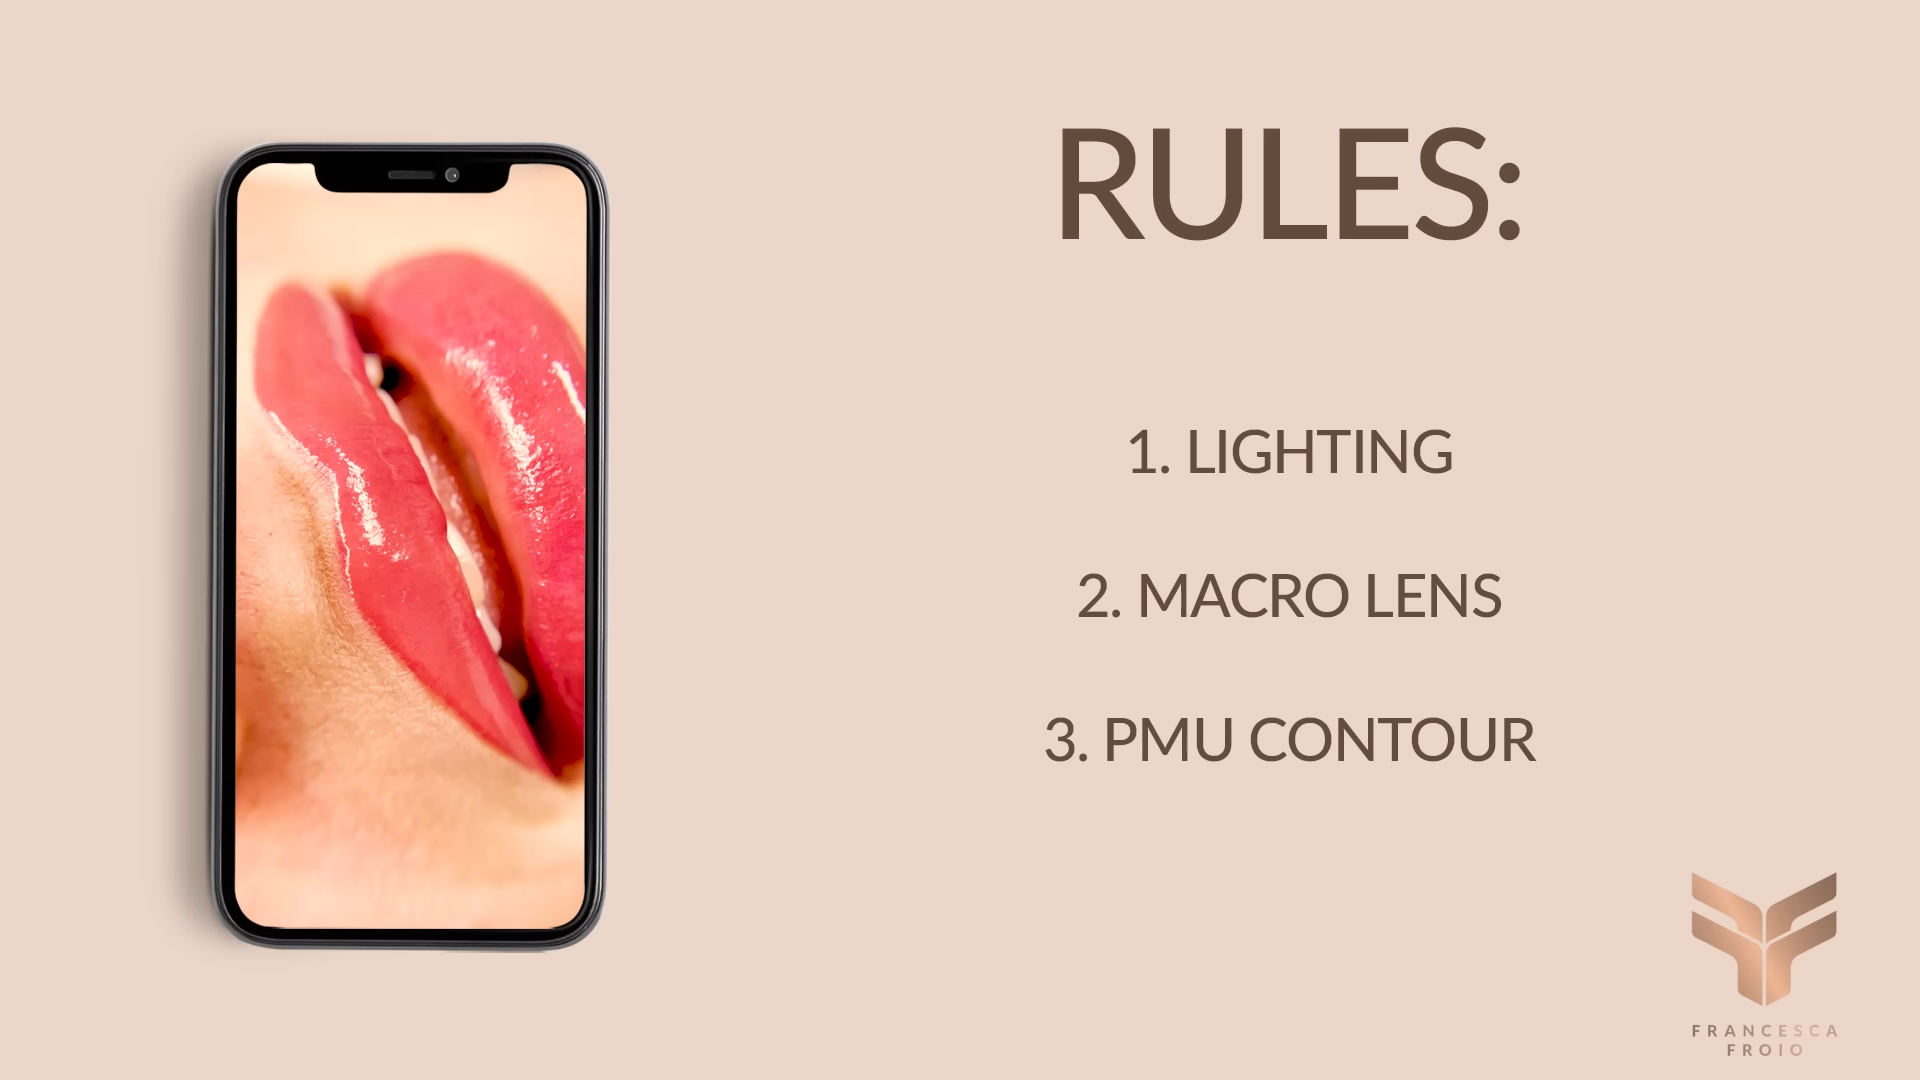 RULES:
1. LIGHTING
2. MACRO LENS
3. PMU CONTOUR
FRANCESCA
FROIO